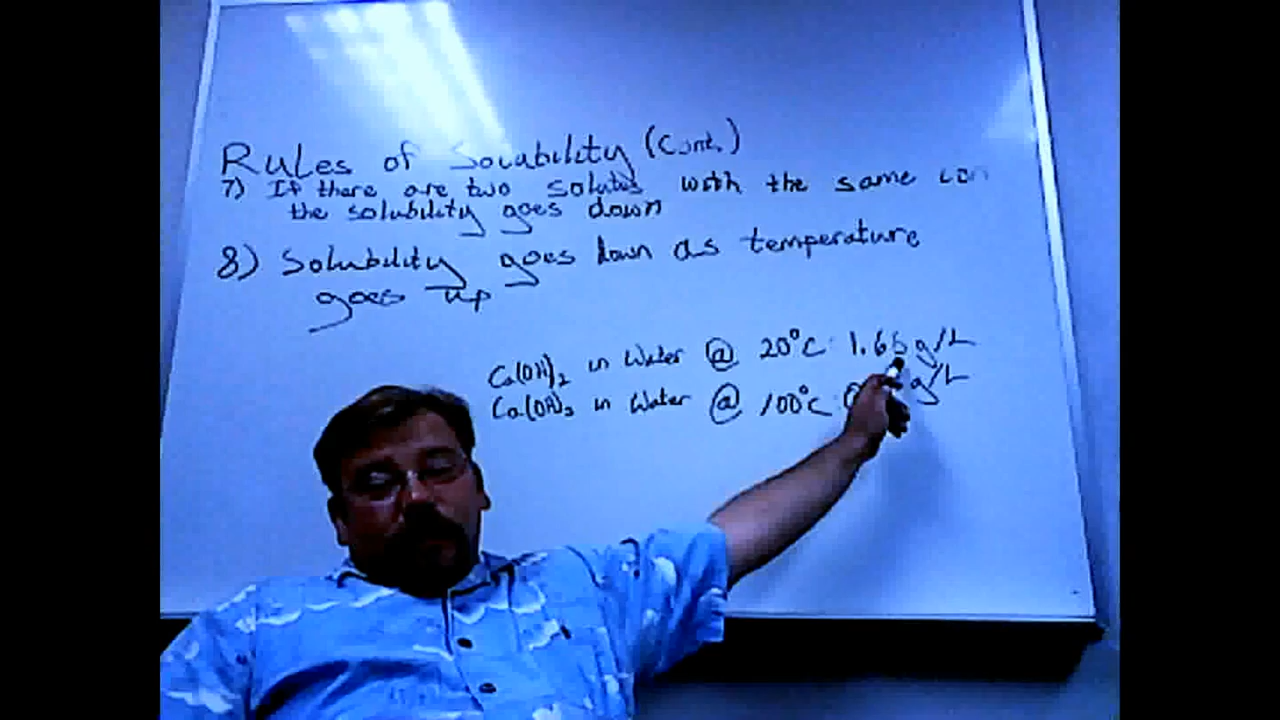 Rules of Solubility (Cont.)
7) If there are two solutes with the same
the solubility goes down
8) Solubility goes down as temperature
goes up
Ca(OH)2 in Water @ 20°C: 1.66 g/L
Ca(OH)2 in Water @ 100°C: g/L